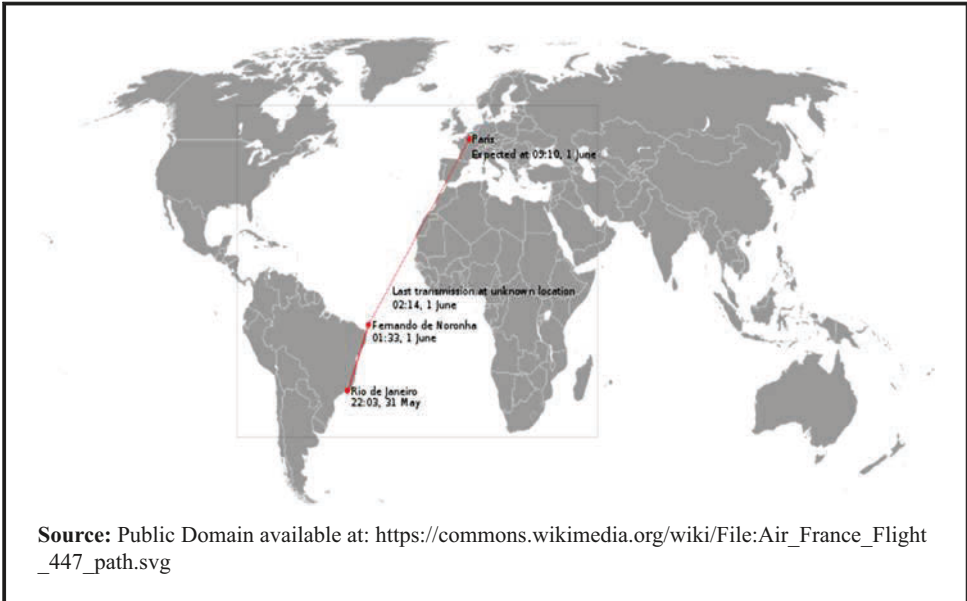 Paris
Expected at 09:10, 1 June
Last transmission at unknown location
02:14, 1 June
Fernando de Noronha
01:33, 1 June
Rio de Janeiro
22:03, 31 May
Source: Public Domain available at: https://commons.wikimedia.org/wiki/File:Air_France_Flight
_447_path.svg